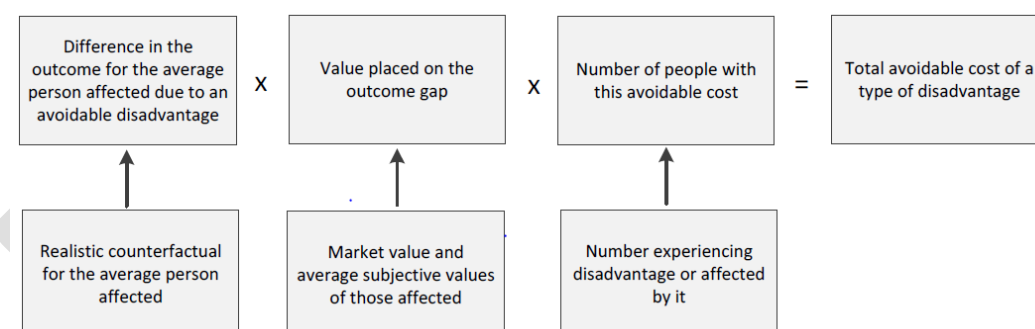 Difference in the
outcome for the average
person affected due to an
avoidable disadvantage
X
Value placed on the
outcome gap
X
Number of people with
this avoidable cost
=
Total avoidable cost of a
type of disadvantage
Realistic counterfactual
for the average person
affected
Market value and
average subjective values
of those affected
Number experiencing
disadvantage or affected
by it